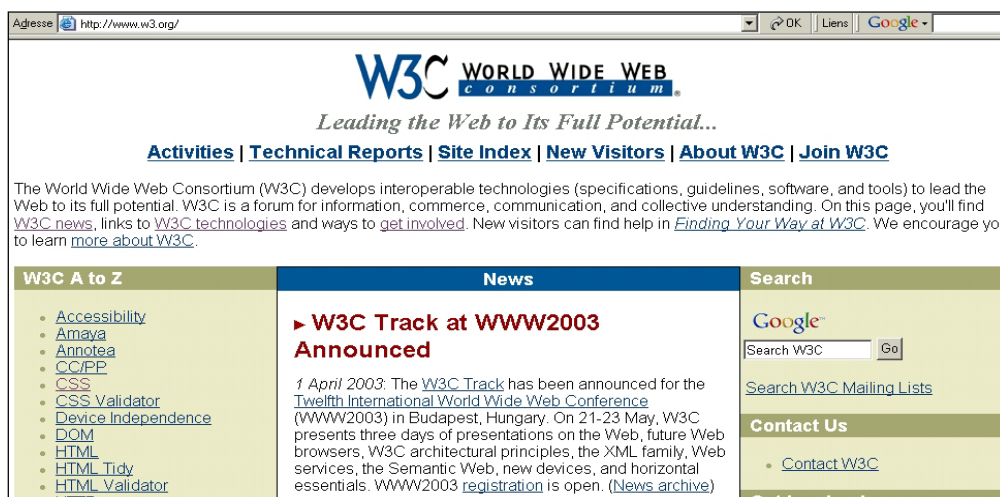 Adresse http://www.w3.org/ OK Liens Google
W3C WORLD WIDE WEB
consortium
Leading the Web to Its Full Potential...
Activities | Technical Reports | Site Index | New Visitors | About W3C | Join W3C
The World Wide Web Consortium (W3C) develops interoperable technologies (specifications, guidelines, software, and tools) to lead the
Web to its full potential. W3C is a forum for information, commerce, communication, and collective understanding. On this page, you'll find
W3C news, links to W3C technologies and ways to get involved. New visitors can find help in Finding Your Way at W3C. We encourage yo
to learn more about W3C.
W3C A to Z
Accessibility
Amaya
Annotea
CC/PP
CSS
CSS Validator
Device Independence
DOM
HTML
HTML Tidy
HTML Validator
News
W3C Track at WWW2003
Announced
1 April 2003: The W3C Track has been announced for the
Twelfth International World Wide Web Conference
(WWW2003) in Budapest, Hungary. On 21-23 May, W3C
presents three days of presentations on the Web, future Web
browsers, W3C architectural principles, the XML family, Web
services, the Semantic Web, new devices, and horizontal
essentials. WWW2003 registration is open. (News archive)
Search
Google
Search W3C Go
Search W3C Mailing Lists
Contact Us
Contact W3C